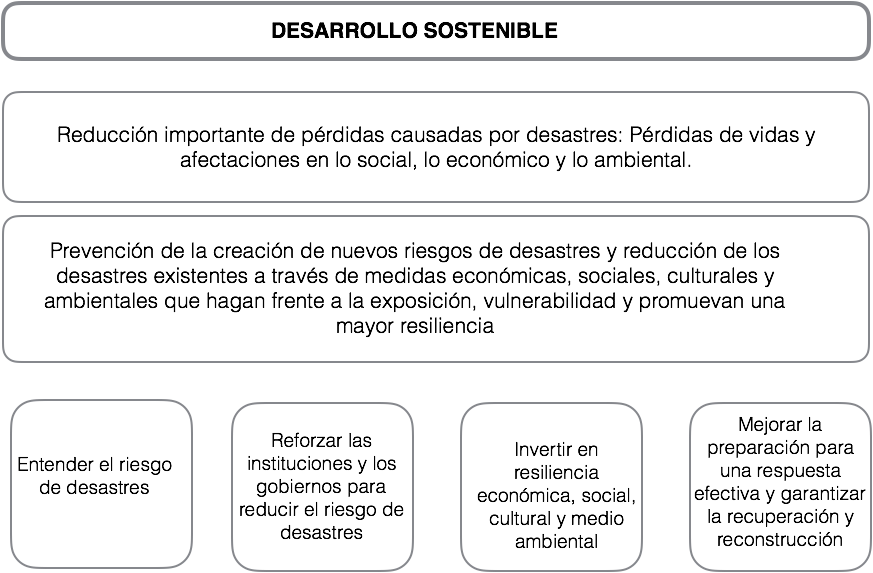 DESARROLLO SOSTENIBLE
Reducción importante de pérdidas causadas por desastres: Pérdidas de vidas y
afectaciones en lo social, lo económico y lo ambiental.
Prevención de la creación de nuevos riesgos de desastres y reducción de los
desastres existentes a través de medidas económicas, sociales, culturales y
ambientales que hagan frente a la exposición, vulnerabilidad y promuevan una
mayor resiliencia
Entender el riesgo
de desastres
Reforzar las
instituciones y los
gobiernos para
reducir el riesgo de
desastres
Invertir en
resiliencia
económica, social,
cultural y medio
ambiental
Mejorar la
preparación para
una respuesta
efectiva y garantizar
la recuperación y
reconstrucción